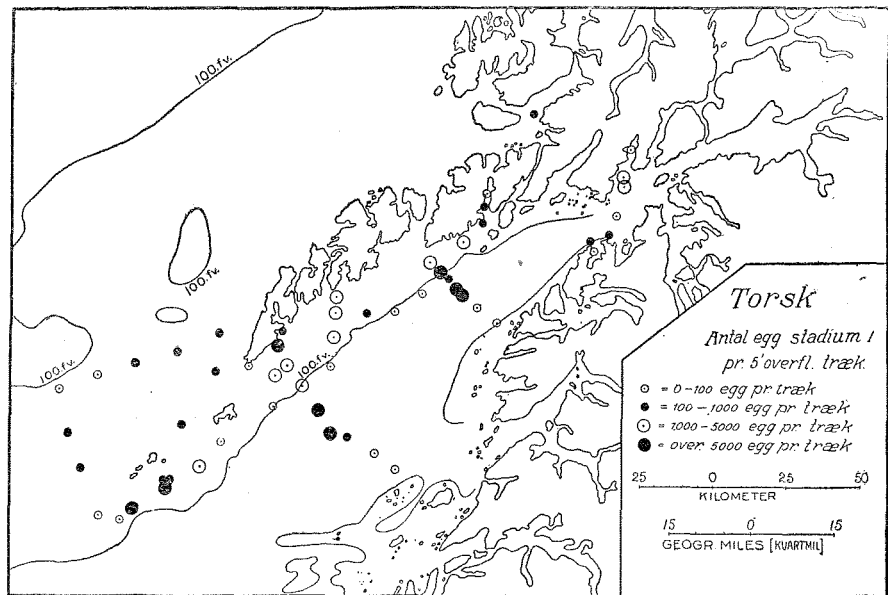 100.fv.
100.fv.
100.fv.
100.fv.
Torsk
Antal egg stadium 1
pr. 5' overfl. træk.
= 0-100 egg pr. træk
= 100-1000 egg pr. træk
= 1000-5000 egg pr. træk
= over 5000 egg pr. træk
25 0 25 50
KILOMETER
15 0 15
GEOGR. MILES [KVARTMIL]